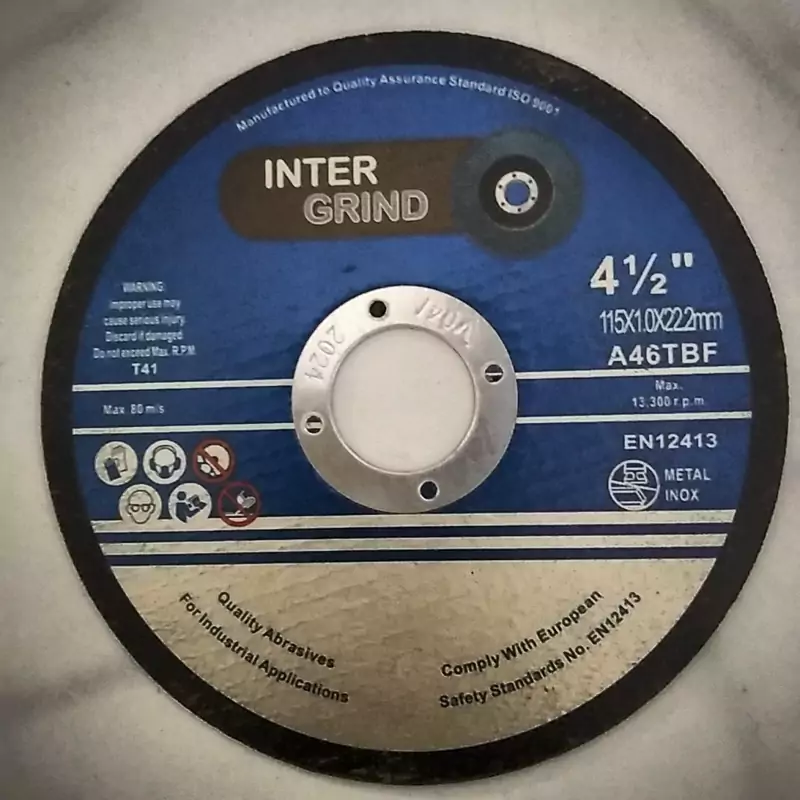 Manufactured to Quality Assurance Standard ISO 9001
INTER
GRIND
4½"
115X1.0X22.2mm
A46TBF
WARNING
Improper use may
cause serious injury.
Discard if damaged.
Do not exceed Max. R.P.M.
T41
Max. 80 m/s
V04/
2024
Max.
13,300 r.p.m.
EN12413
METAL
INOX
Quality Abrasives
For Industrial Applications
Comply With European
Safety Standards No. EN12413